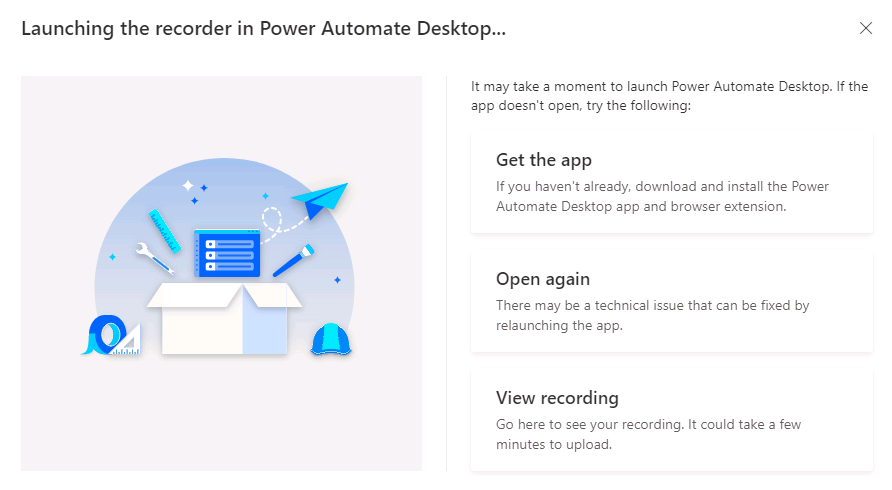 Launching the recorder in Power Automate Desktop...
It may take a moment to launch Power Automate Desktop. If the
app doesn't open, try the following:
Get the app
If you haven't already, download and install the Power
Automate Desktop app and browser extension.
Open again
There may be a technical issue that can be fixed by
relaunching the app.
View recording
Go here to see your recording. It could take a few
minutes to upload.